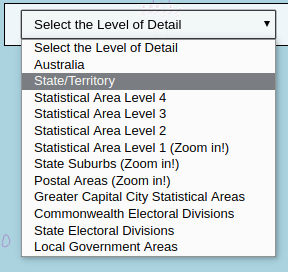 Select the Level of Detail
Select the Level of Detail
Australia
State/Territory
Statistical Area Level 4
Statistical Area Level 3
Statistical Area Level 2
Statistical Area Level 1 (Zoom in!)
State Suburbs (Zoom in!)
Postal Areas (Zoom in!)
Greater Capital City Statistical Areas
Commonwealth Electoral Divisions
State Electoral Divisions
Local Government Areas